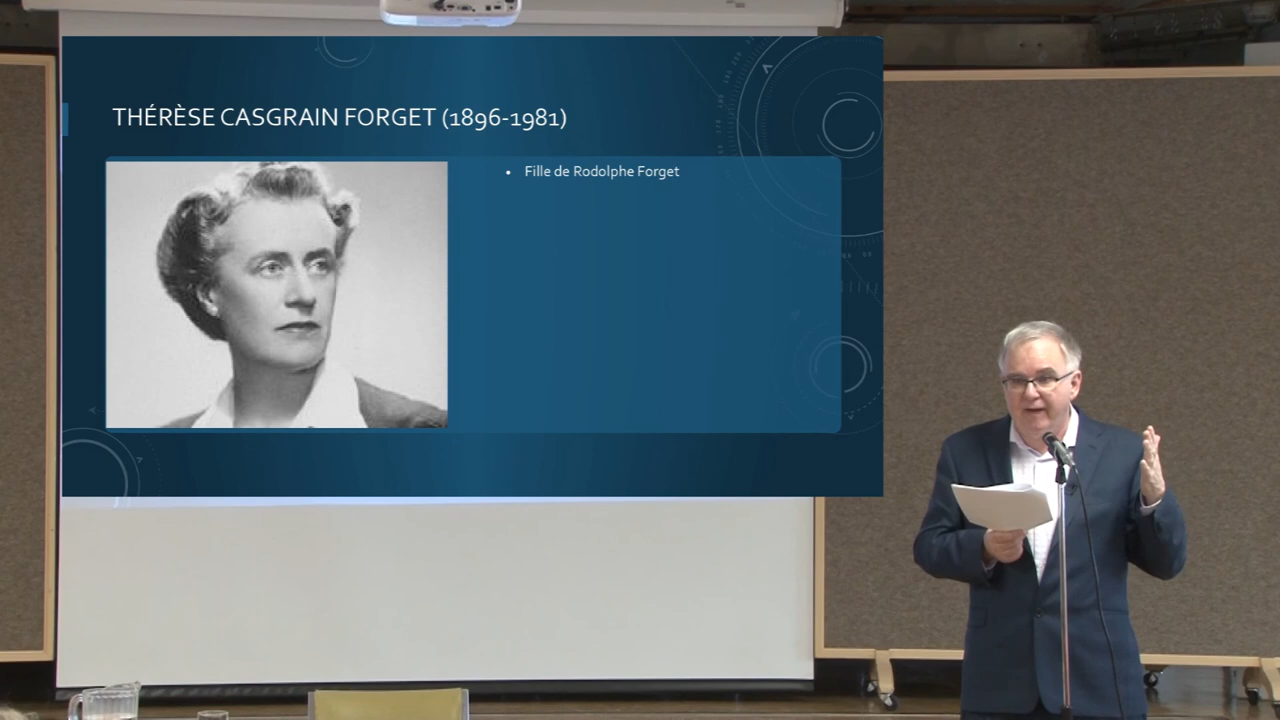 THÉRÈSE CASGRAIN FORGET (1896-1981)
• Fille de Rodolphe Forget